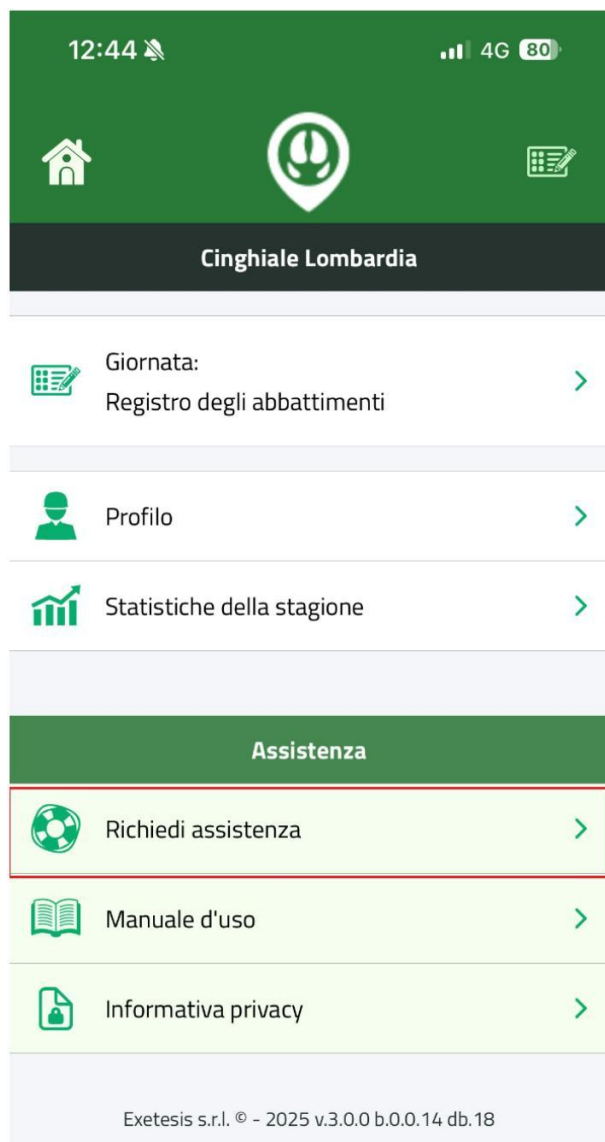 12:44
4G 80
Cinghiale Lombardia
Giornata:
Registro degli abbattimenti
Profilo
Statistiche della stagione
Assistenza
Richiedi assistenza
Manuale d'uso
Informativa privacy
Exetesis s.r.l. © - 2025 v.3.0.0 b.0.0.14 db.18